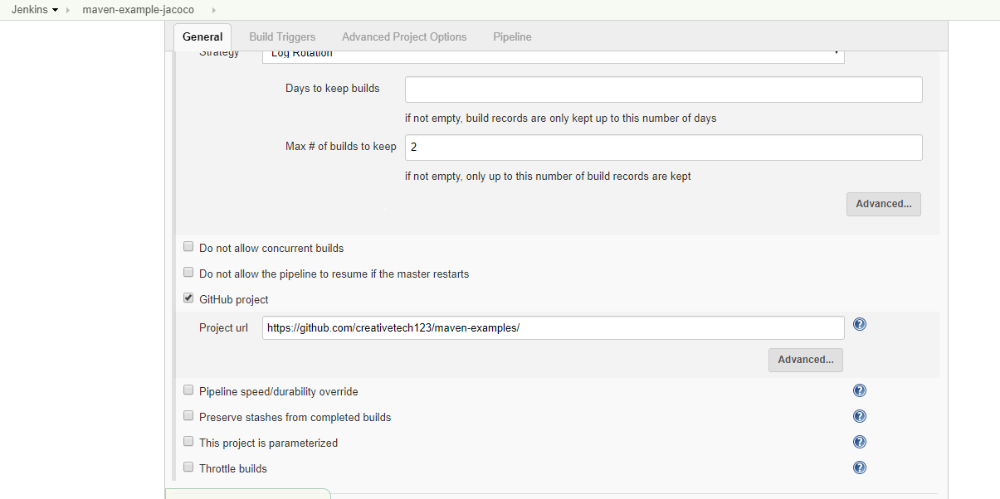 Jenkins maven-example-jacoco
General Build Triggers Advanced Project Options Pipeline
Strategy Log Rotation
Days to keep builds
if not empty, build records are only kept up to this number of days
Max # of builds to keep 2
if not empty, only up to this number of build records are kept
Advanced...
Do not allow concurrent builds
Do not allow the pipeline to resume if the master restarts
GitHub project
Project url https://github.com/creativetech123/maven-examples/
Advanced...
Pipeline speed/durability override
Preserve stashes from completed builds
This project is parameterized
Throttle builds